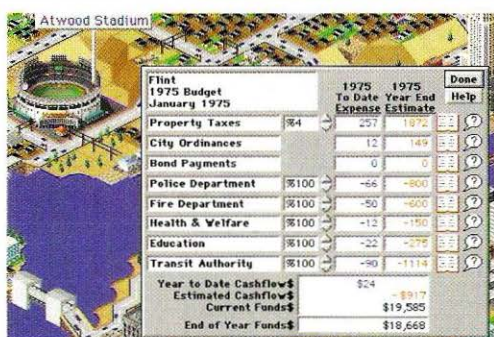 Atwood Stadium
Flint
1975 Budget
January 1975
1975 1975
To Date Year End
Expense Estimate
Done
Help
Property Taxes %4 257 1072 ?
City Ordinances 12 149 ?
Bond Payments 0 0 ?
Police Department %100 -66 -800 ?
Fire Department %100 -50 -600 ?
Health & Welfare %100 -12 -150 ?
Education %100 -22 -275 ?
Transit Authority %100 -90 -1114 ?
Year to Date Cashflow$ $24
Estimated Cashflow$ -$917
Current Funds$ $19,585
End of Year Funds$ $18,668